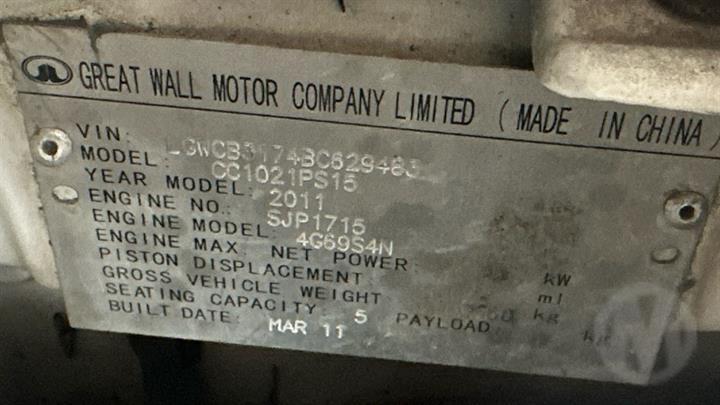 GREAT WALL MOTOR COMPANY LIMITED (MADE IN CHINA)
VIN: LGWCB3174BC629483
MODEL: CC1021PS15
YEAR MODEL: 2011
ENGINE NO.: SJP1715
ENGINE MODEL: 4G69S4N
ENGINE MAX NET POWER: kW
PISTON DISPLACEMENT ml
GROSS VEHICLE WEIGHT kg
SEATING CAPACITY: 5 PAYLOAD kg
BUILT DATE: MAR 11